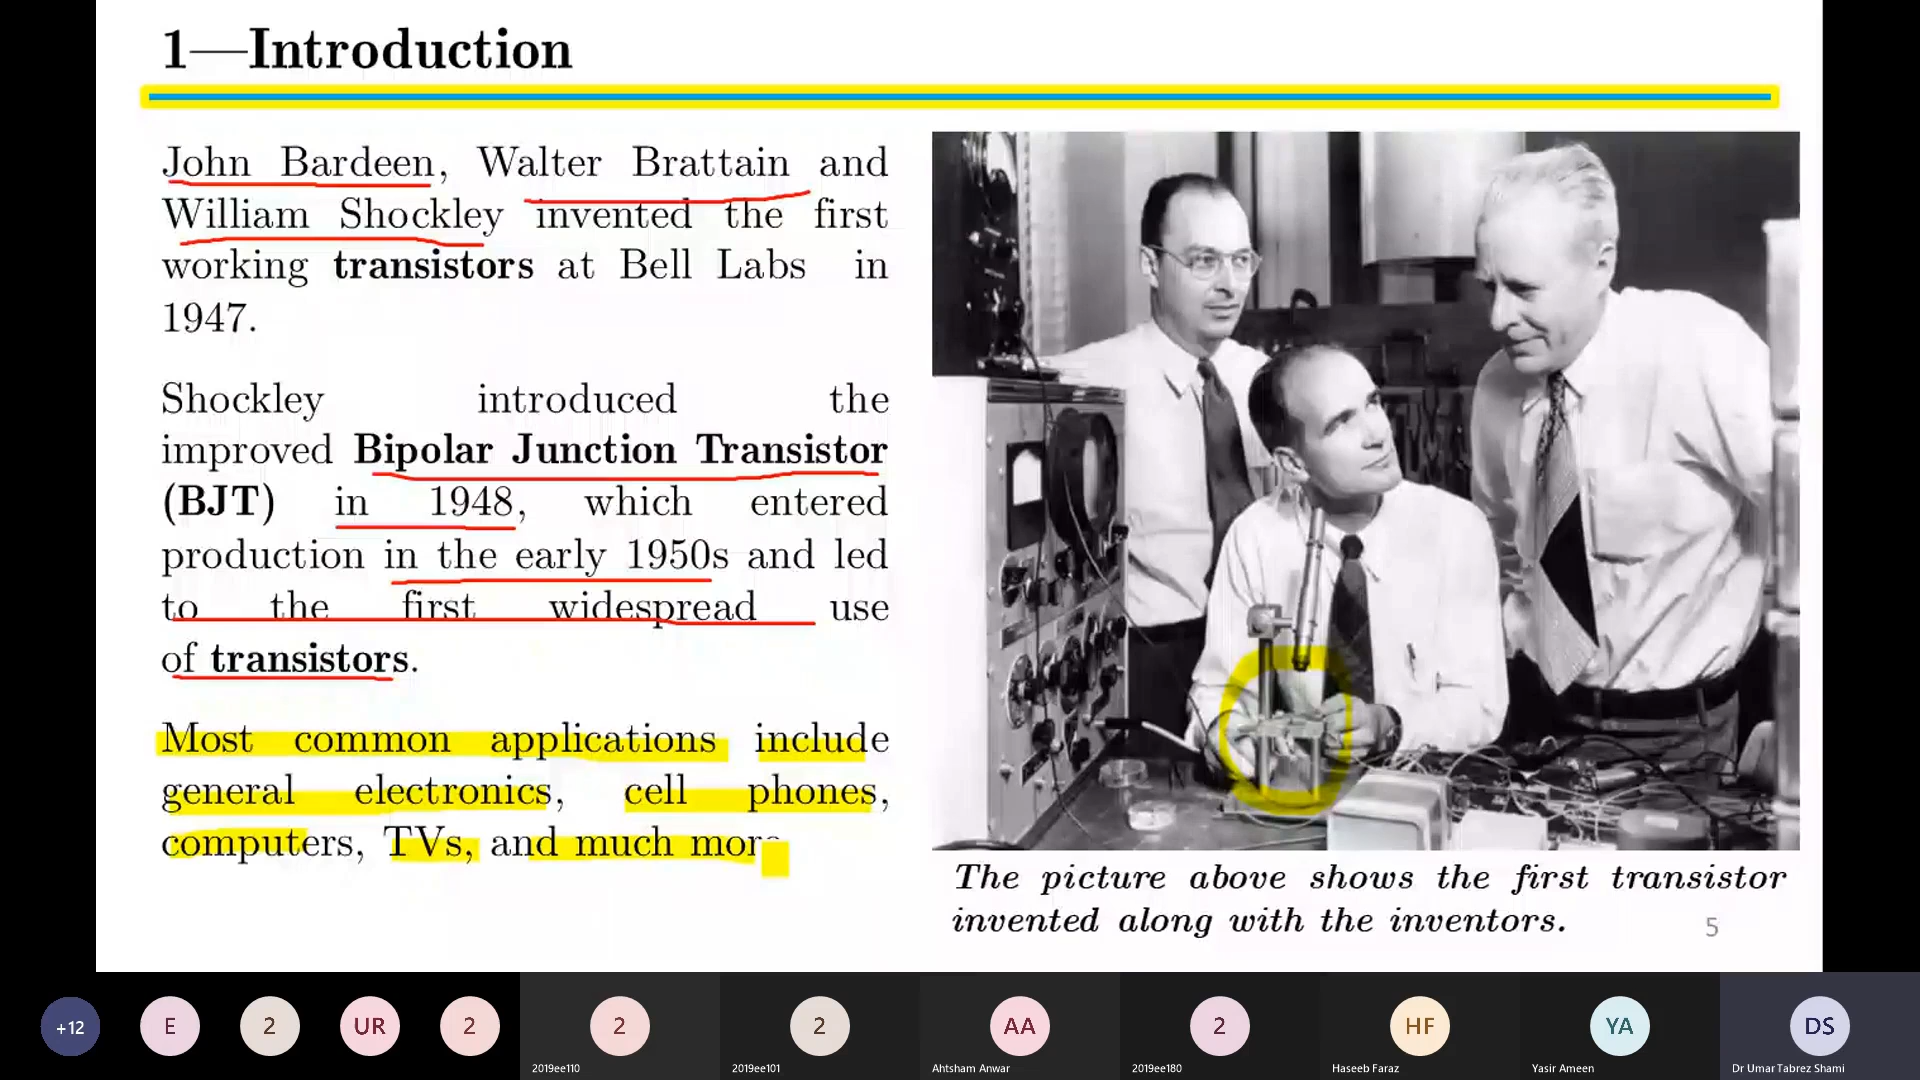 1—Introduction
John Bardeen, Walter Brattain and
William Shockley invented the first
working transistors at Bell Labs in
1947.
Shockley introduced the
improved Bipolar Junction Transistor
(BJT) in 1948, which entered
production in the early 1950s and led
to the first widespread use
of transistors.
Most common applications include
general electronics, cell phones,
computers, TVs, and much more
The picture above shows the first transistor
invented along with the inventors.
5
+12
E
2
UR
2
2
2019ee110
2
2019ee101
AA
Ahtsham Anwar
2
2019ee180
HF
Haseeb Faraz
YA
Yasir Ameen
DS
Dr Umar Tabrez Shami